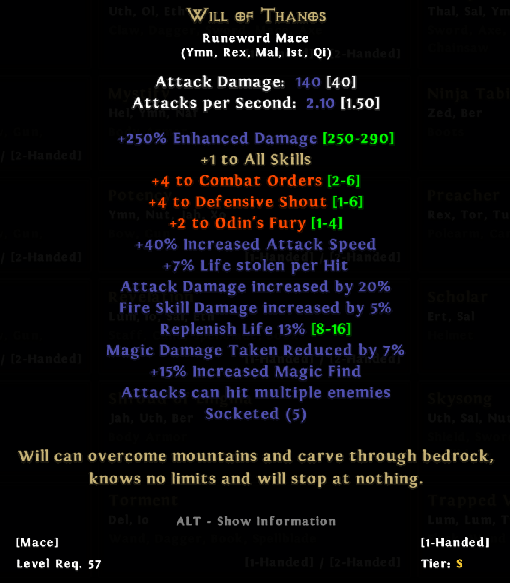 Will of Thanos
Runeword Mace
(Ymn, Rex, Mal, Ist, Qi)
Attack Damage: 140 [40]
Attacks per Second: 2.10 [1.50]
+250% Enhanced Damage [250-290]
+1 to All Skills
+4 to Combat Orders [2-6]
+4 to Defensive Shout [1-6]
+2 to Odin's Fury [1-4]
+40% Increased Attack Speed
+7% Life stolen per Hit
Attack Damage increased by 20%
Fire Skill Damage increased by 5%
Replenish Life 13% [8-16]
Magic Damage Taken Reduced by 7%
+15% Increased Magic Find
Attacks can hit multiple enemies
Socketed (5)
Will can overcome mountains and carve through bedrock,
knows no limits and will stop at nothing.
ALT - Show Information
[Mace] [1-Handed]
Level Req. 57 Tier: S